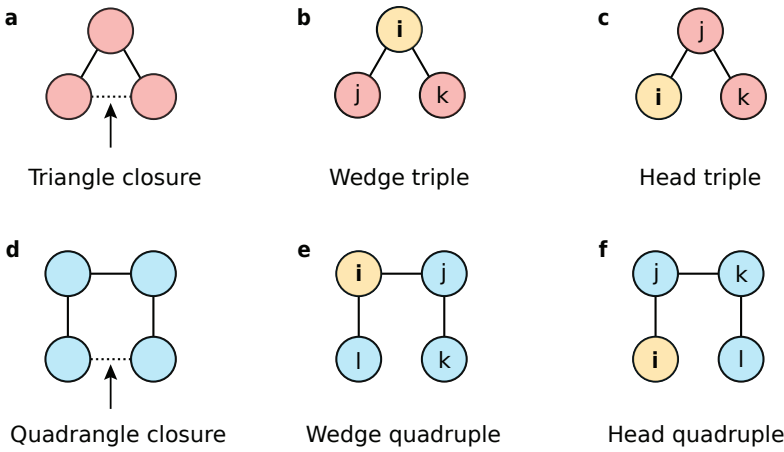 a
b
c
i
j
k
j
i
k
Triangle closure
Wedge triple
Head triple
d
e
f
i
j
l
k
j
k
i
l
Quadrangle closure
Wedge quadruple
Head quadruple